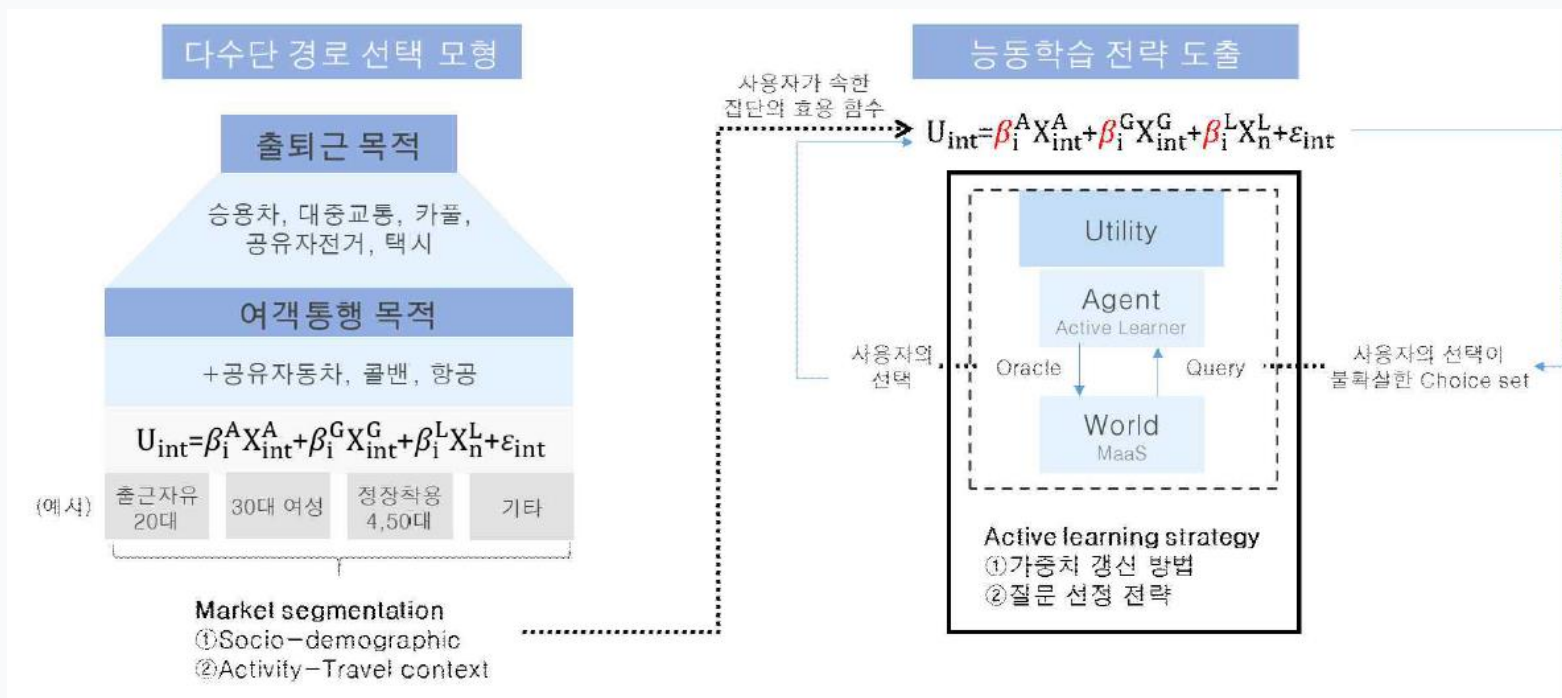 다수단 경로 선택 모형
출퇴근 목적
승용차, 대중교통, 카풀,
공유자전거, 택시
여객통행 목적
+공유자동차, 콜밴, 항공
U_int=β_i^A X_int^A+β_i^G X_int^G+β_i^L X_n^L+ε_int
(예시)
출근자유
20대
30대 여성
정장착용
4,50대
기타
Market segmentation
①Socio-demographic
②Activity-Travel context
능동학습 전략 도출
사용자가 속한
집단의 효용 함수
U_int=β_i^A X_int^A+β_i^G X_int^G+β_i^L X_n^L+ε_int
Utility
Agent
Active Learner
사용자의
선택
Oracle
Query
사용자의 선택이
불확실한 Choice set
World
MaaS
Active learning strategy
①가중치 갱신 방법
②질문 선정 전략